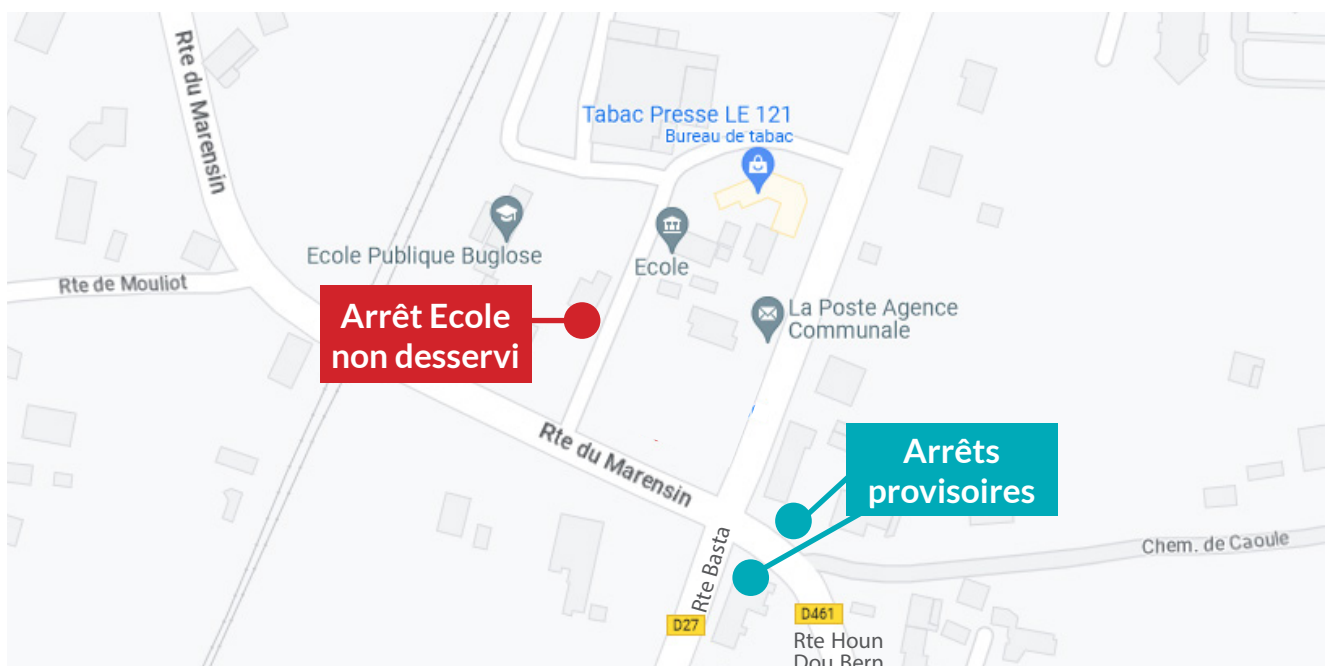 Rte du Marensin
Tabac Presse LE 121
Bureau de tabac
Ecole Publique Buglose
Ecole
Rte de Mouliot
Arrêt Ecole
non desservi
La Poste Agence
Communale
Rte du Marensin
Arrêts
provisoires
Rte Basta
Chem. de Caoule
D27
D461
Rte Houn
Dou Bern